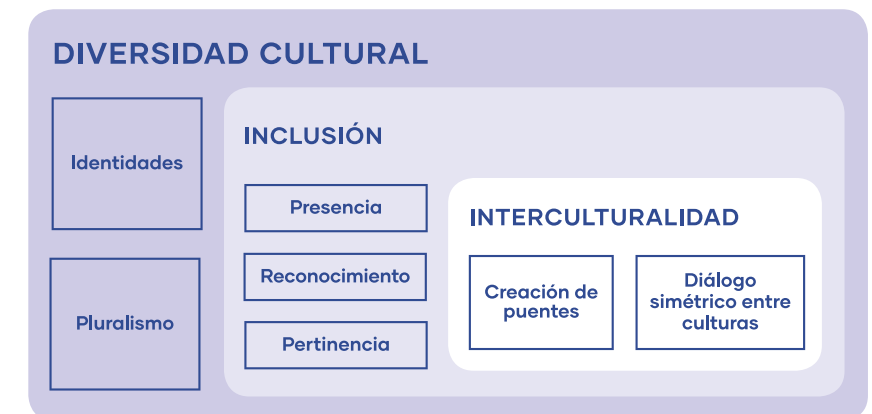 DIVERSIDAD CULTURAL
Identidades
Pluralismo
INCLUSIÓN
Presencia
Reconocimiento
Pertinencia
INTERCULTURALIDAD
Creación de
puentes
Diálogo
simétrico entre
culturas